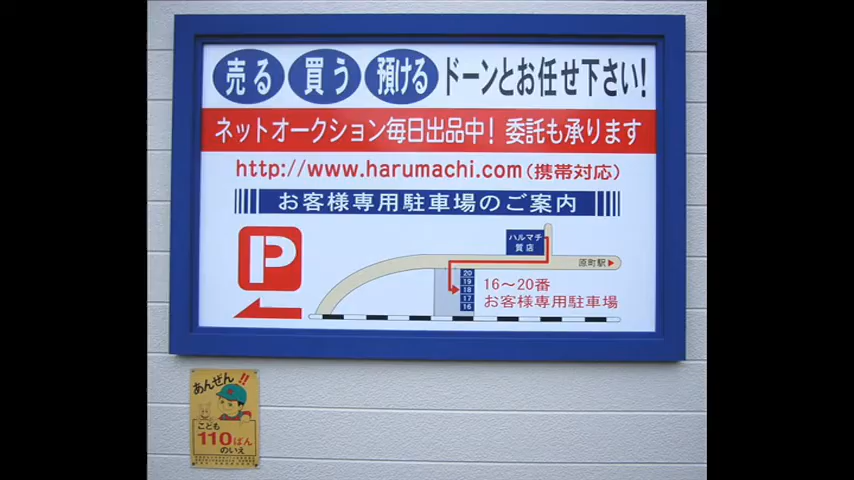 売る 買う 預ける ドーンとお任せ下さい!
ネットオークション毎日出品中! 委託も承ります
http://www.harumachi.com(携帯対応)
お客様専用駐車場のご案内
P
ハルマチ
質店
原町駅▶
20
19
18
17
16
16~20番
お客様専用駐車場
あんぜん!!
こども
110ばん
のいえ